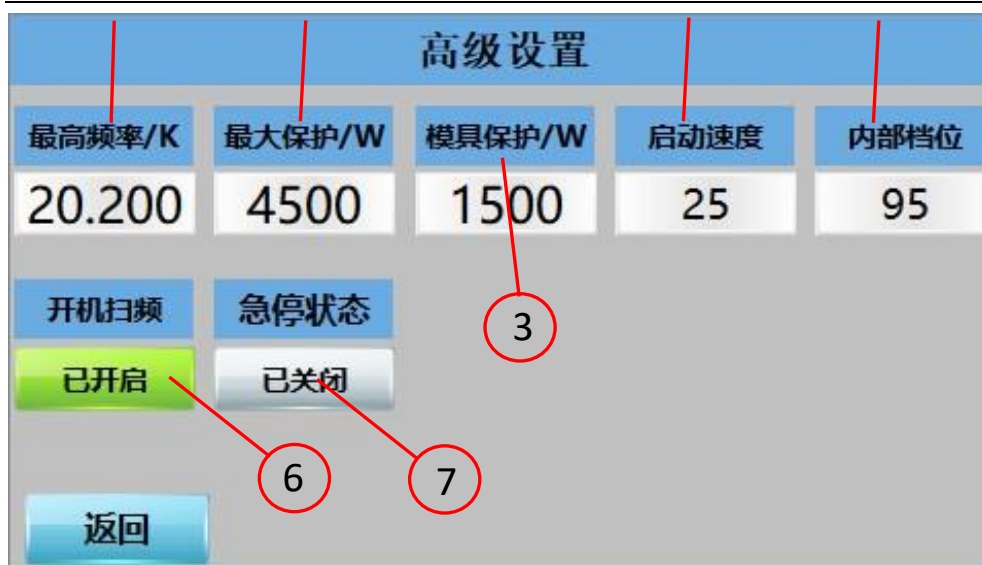 高级设置
最高频率/K 最大保护/W 模具保护/W 启动速度 内部档位
20.200 4500 1500 25 95
开机扫频 急停状态
3
已开启 已关闭
6 7
返回